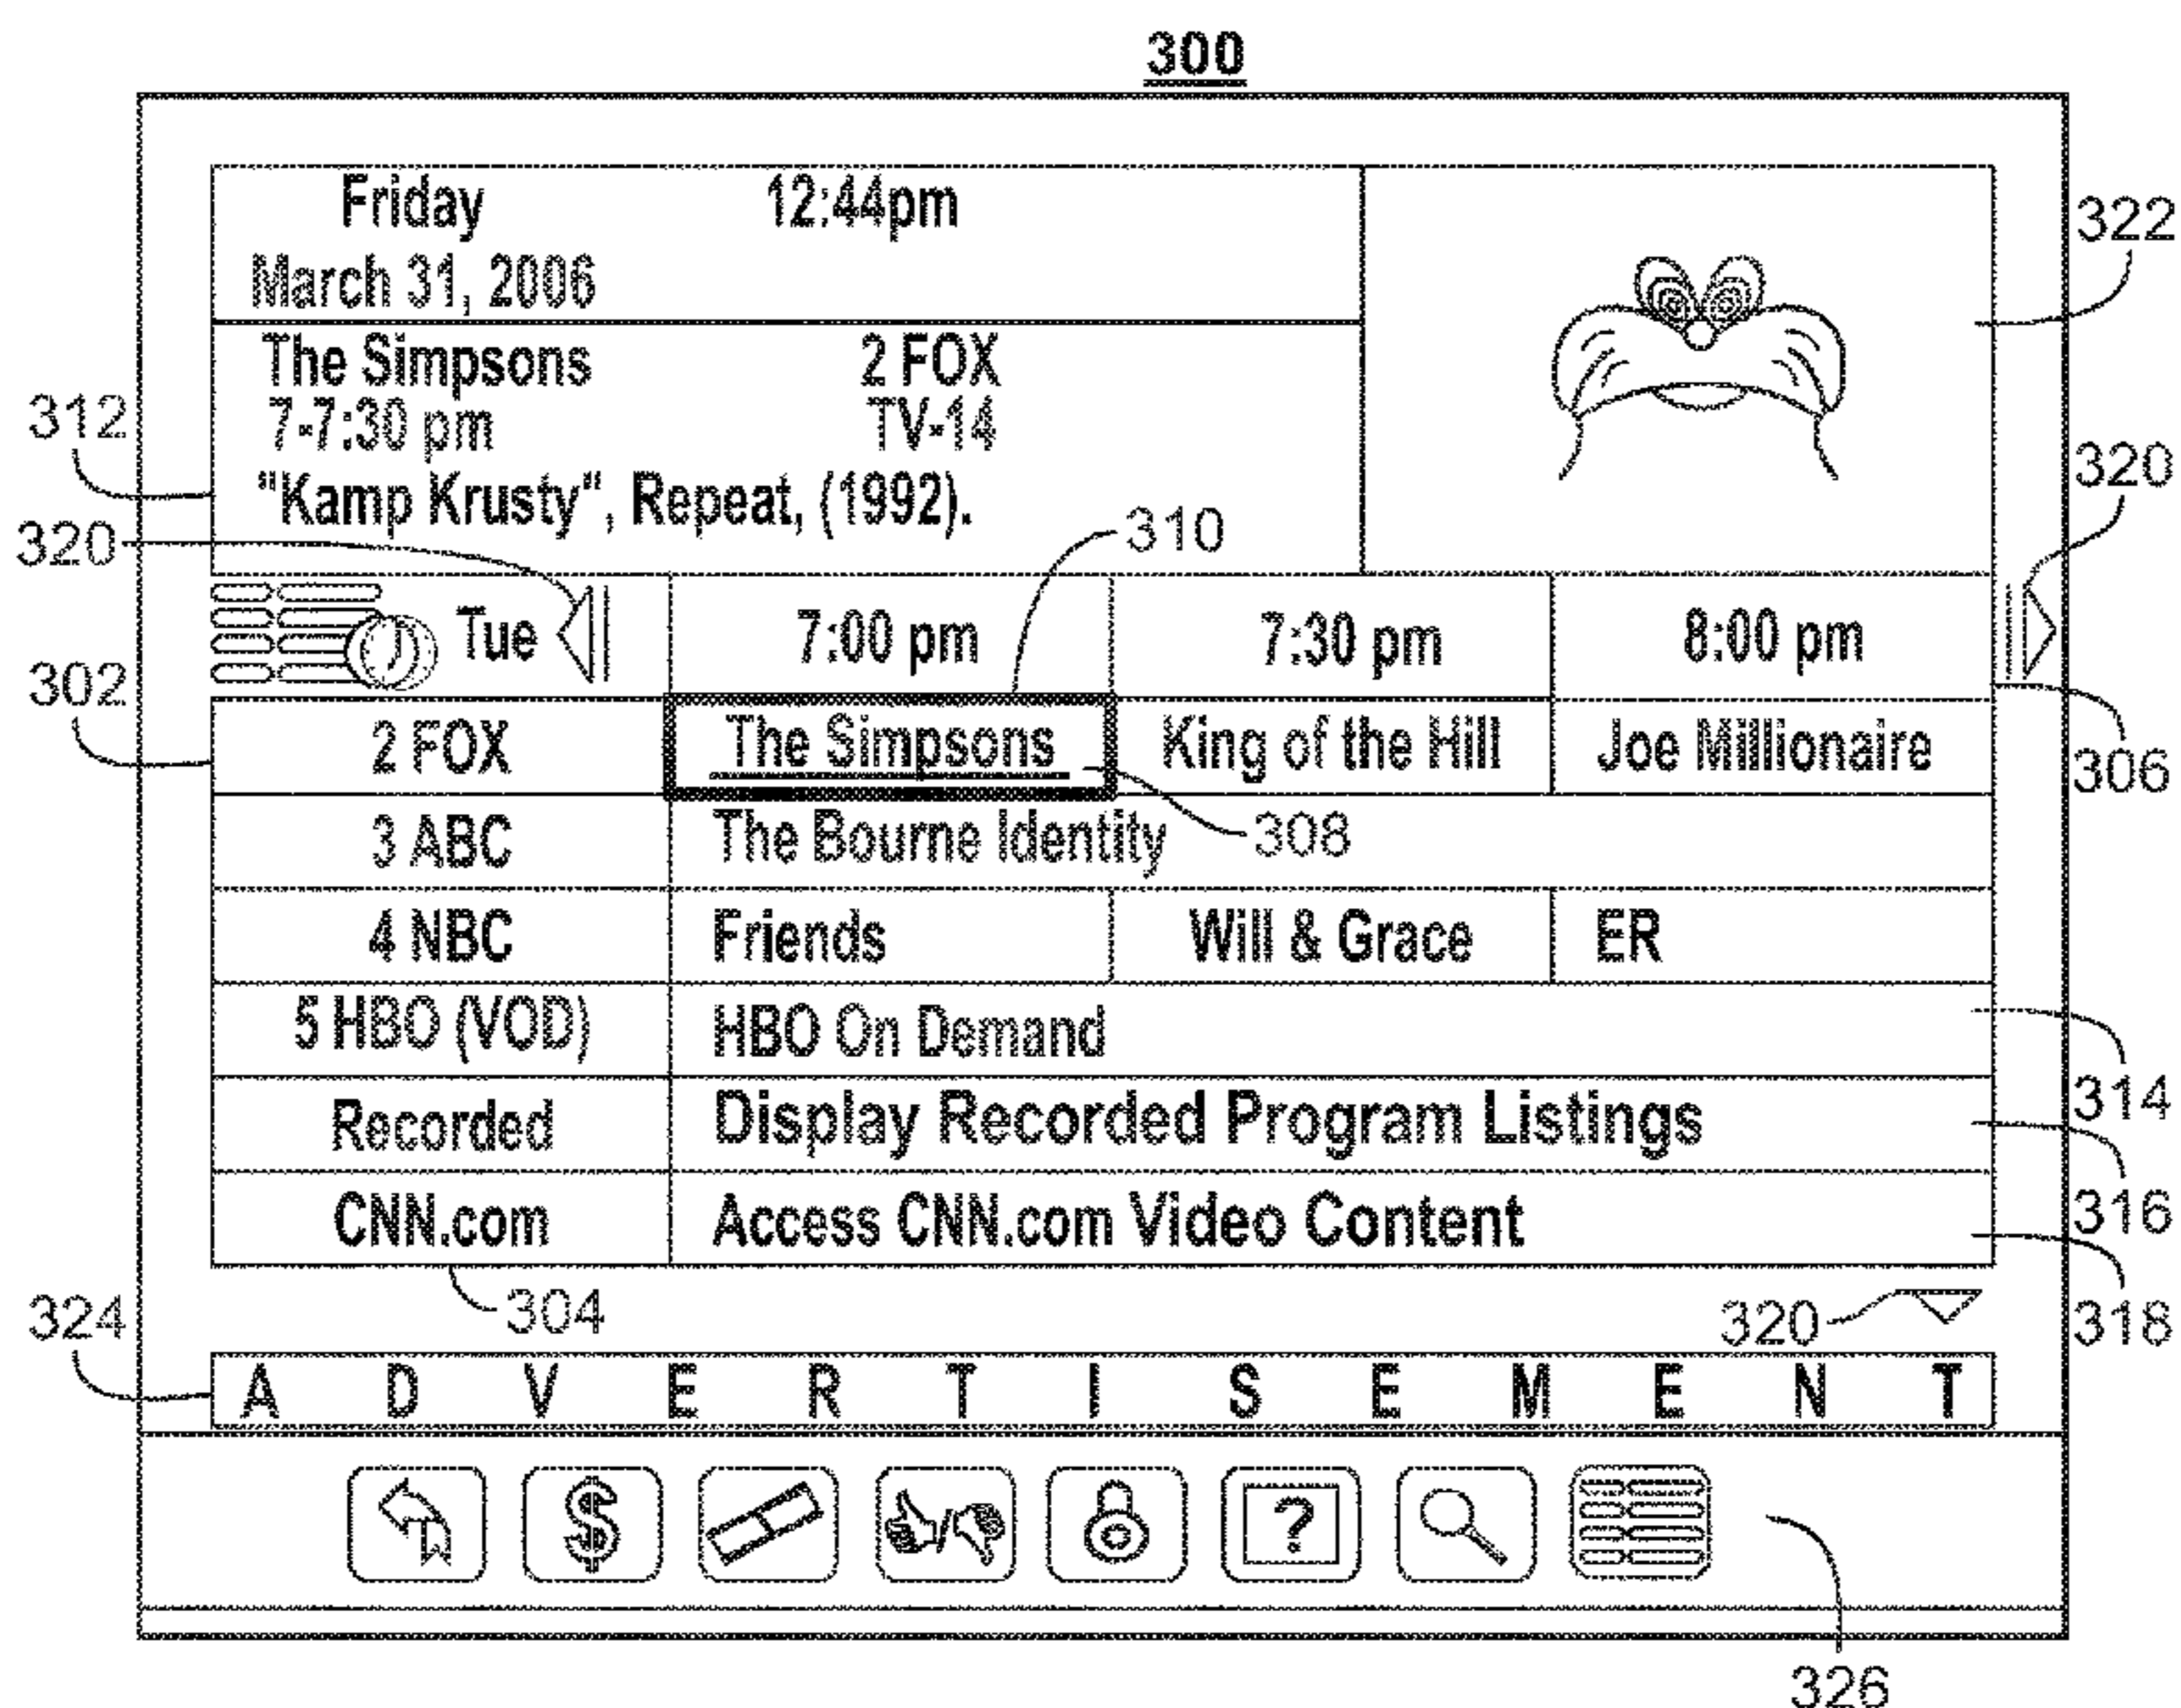 300
Friday 12:44pm
March 31, 2006
322
The Simpsons 2 FOX
312 7-7:30 pm TV-14
320
"Kamp Krusty", Repeat, (1992).
320 310
Tue 7:00 pm 7:30 pm 8:00 pm
302
2 FOX The Simpsons King of the Hill Joe Millionaire
306
3 ABC The Bourne Identity 308
4 NBC Friends Will & Grace ER
5 HBO (VOD) HBO On Demand
314
Recorded Display Recorded Program Listings
316
CNN.com Access CNN.com Video Content
324 304 320 318
A D V E R T I S E M E N T
$ / ?
326